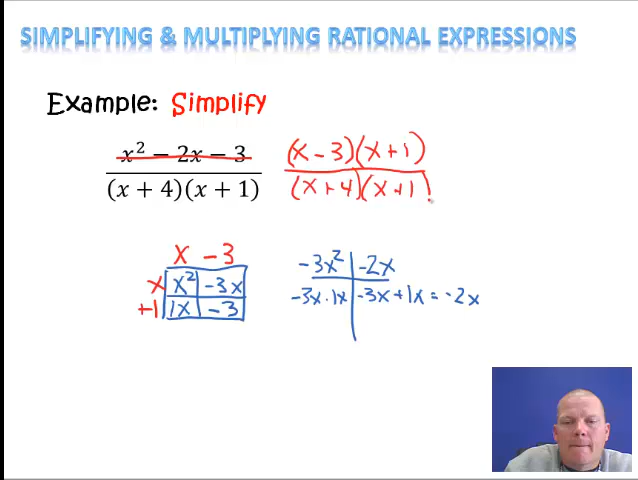 SIMPLIFYING & MULTIPLYING RATIONAL EXPRESSIONS
Example: Simplify
x² − 2x − 3
(x + 4)(x + 1)
(x − 3)(x + 1)
(x + 4)(x + 1)
x −3
x x² −3x
+1 1x −3
−3x² −2x
−3x · 1x −3x + 1x = −2x